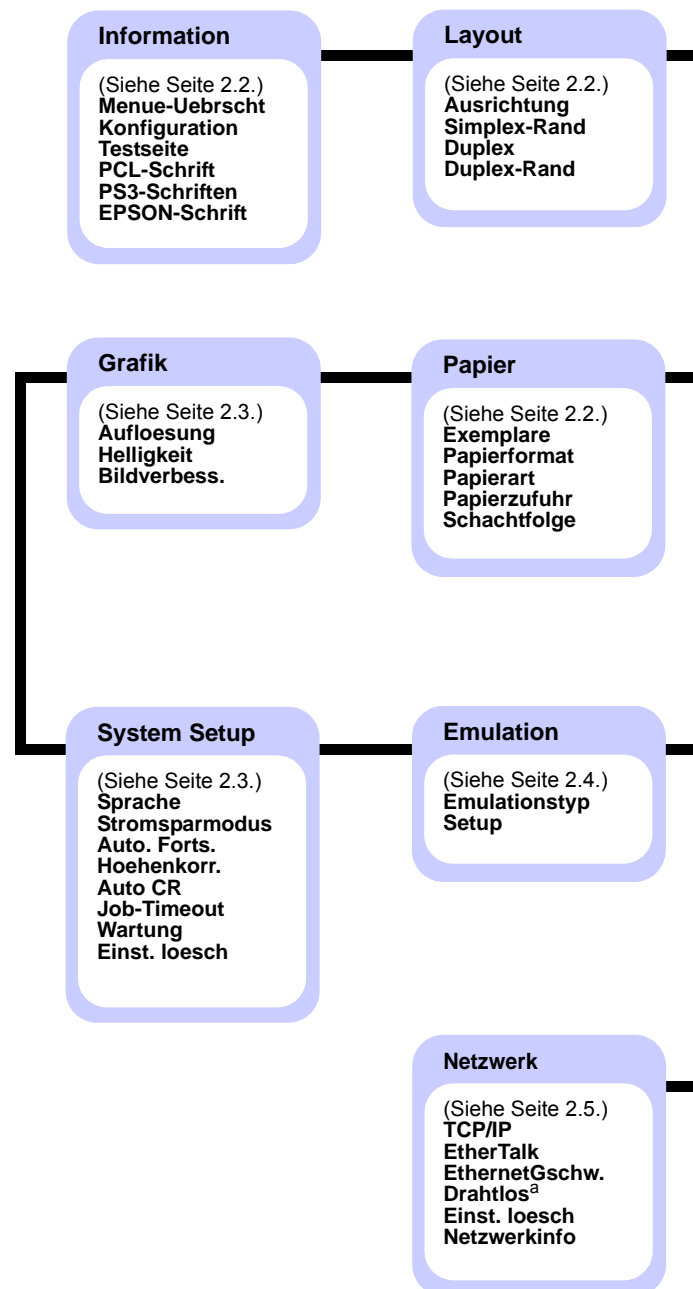 Information
(Siehe Seite 2.2.)
Menue-Uebrscht
Konfiguration
Testseite
PCL-Schrift
PS3-Schriften
EPSON-Schrift
Layout
(Siehe Seite 2.2.)
Ausrichtung
Simplex-Rand
Duplex
Duplex-Rand
Grafik
(Siehe Seite 2.3.)
Aufloesung
Helligkeit
Bildverbess.
Papier
(Siehe Seite 2.2.)
Exemplare
Papierformat
Papierart
Papierzufuhr
Schachtfolge
System Setup
(Siehe Seite 2.3.)
Sprache
Stromsparmodus
Auto. Forts.
Hoehenkorr.
Auto CR
Job-Timeout
Wartung
Einst. loesch
Emulation
(Siehe Seite 2.4.)
Emulationstyp
Setup
Netzwerk
(Siehe Seite 2.5.)
TCP/IP
EtherTalk
EthernetGschw.
Drahtlosa
Einst. loesch
Netzwerkinfo